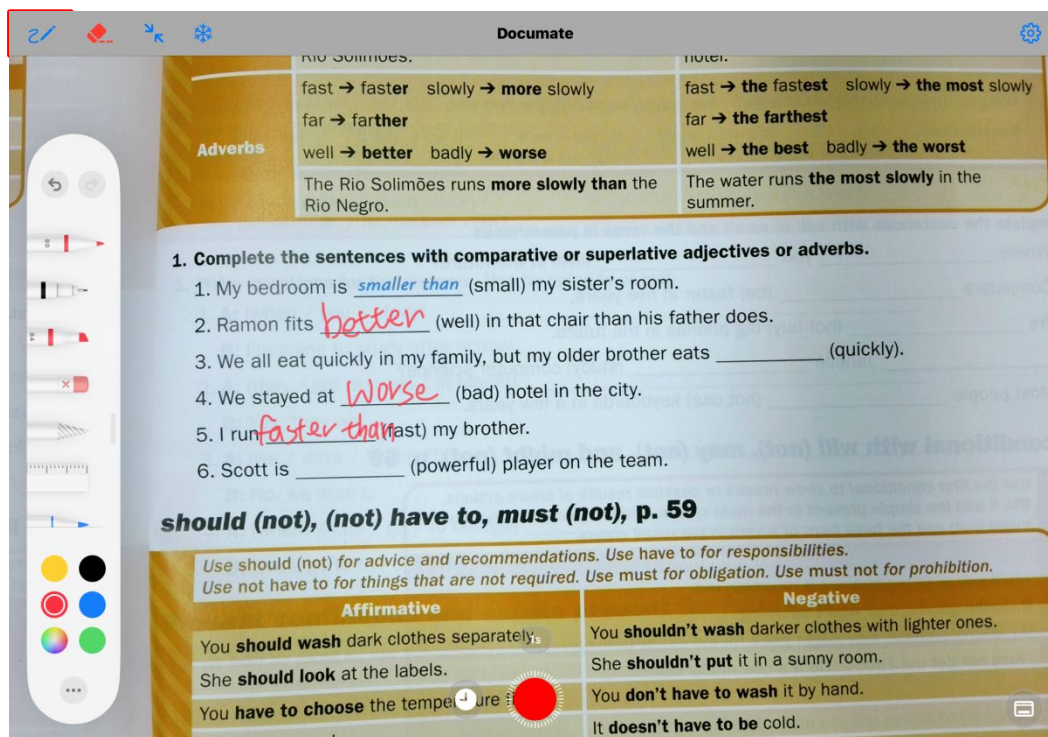 Documate
Rio Solimões. hotel.
fast → faster slowly → more slowly
far → farther
well → better badly → worse
fast → the fastest slowly → the most slowly
far → the farthest
well → the best badly → the worst
Adverbs
The Rio Solimões runs more slowly than the
Rio Negro.
The water runs the most slowly in the
summer.
1. Complete the sentences with comparative or superlative adjectives or adverbs.
1. My bedroom is smaller than (small) my sister's room.
2. Ramon fits better (well) in that chair than his father does.
3. We all eat quickly in my family, but my older brother eats (quickly).
4. We stayed at Worse (bad) hotel in the city.
5. I run faster than (fast) my brother.
6. Scott is (powerful) player on the team.
should (not), (not) have to, must (not), p. 59
Use should (not) for advice and recommendations. Use have to for responsibilities.
Use not have to for things that are not required. Use must for obligation. Use must not for prohibition.
Affirmative Negative
You should wash dark clothes separately. You shouldn't wash darker clothes with lighter ones.
She should look at the labels. She shouldn't put it in a sunny room.
You have to choose the temperature You don't have to wash it by hand.
It doesn't have to be cold.